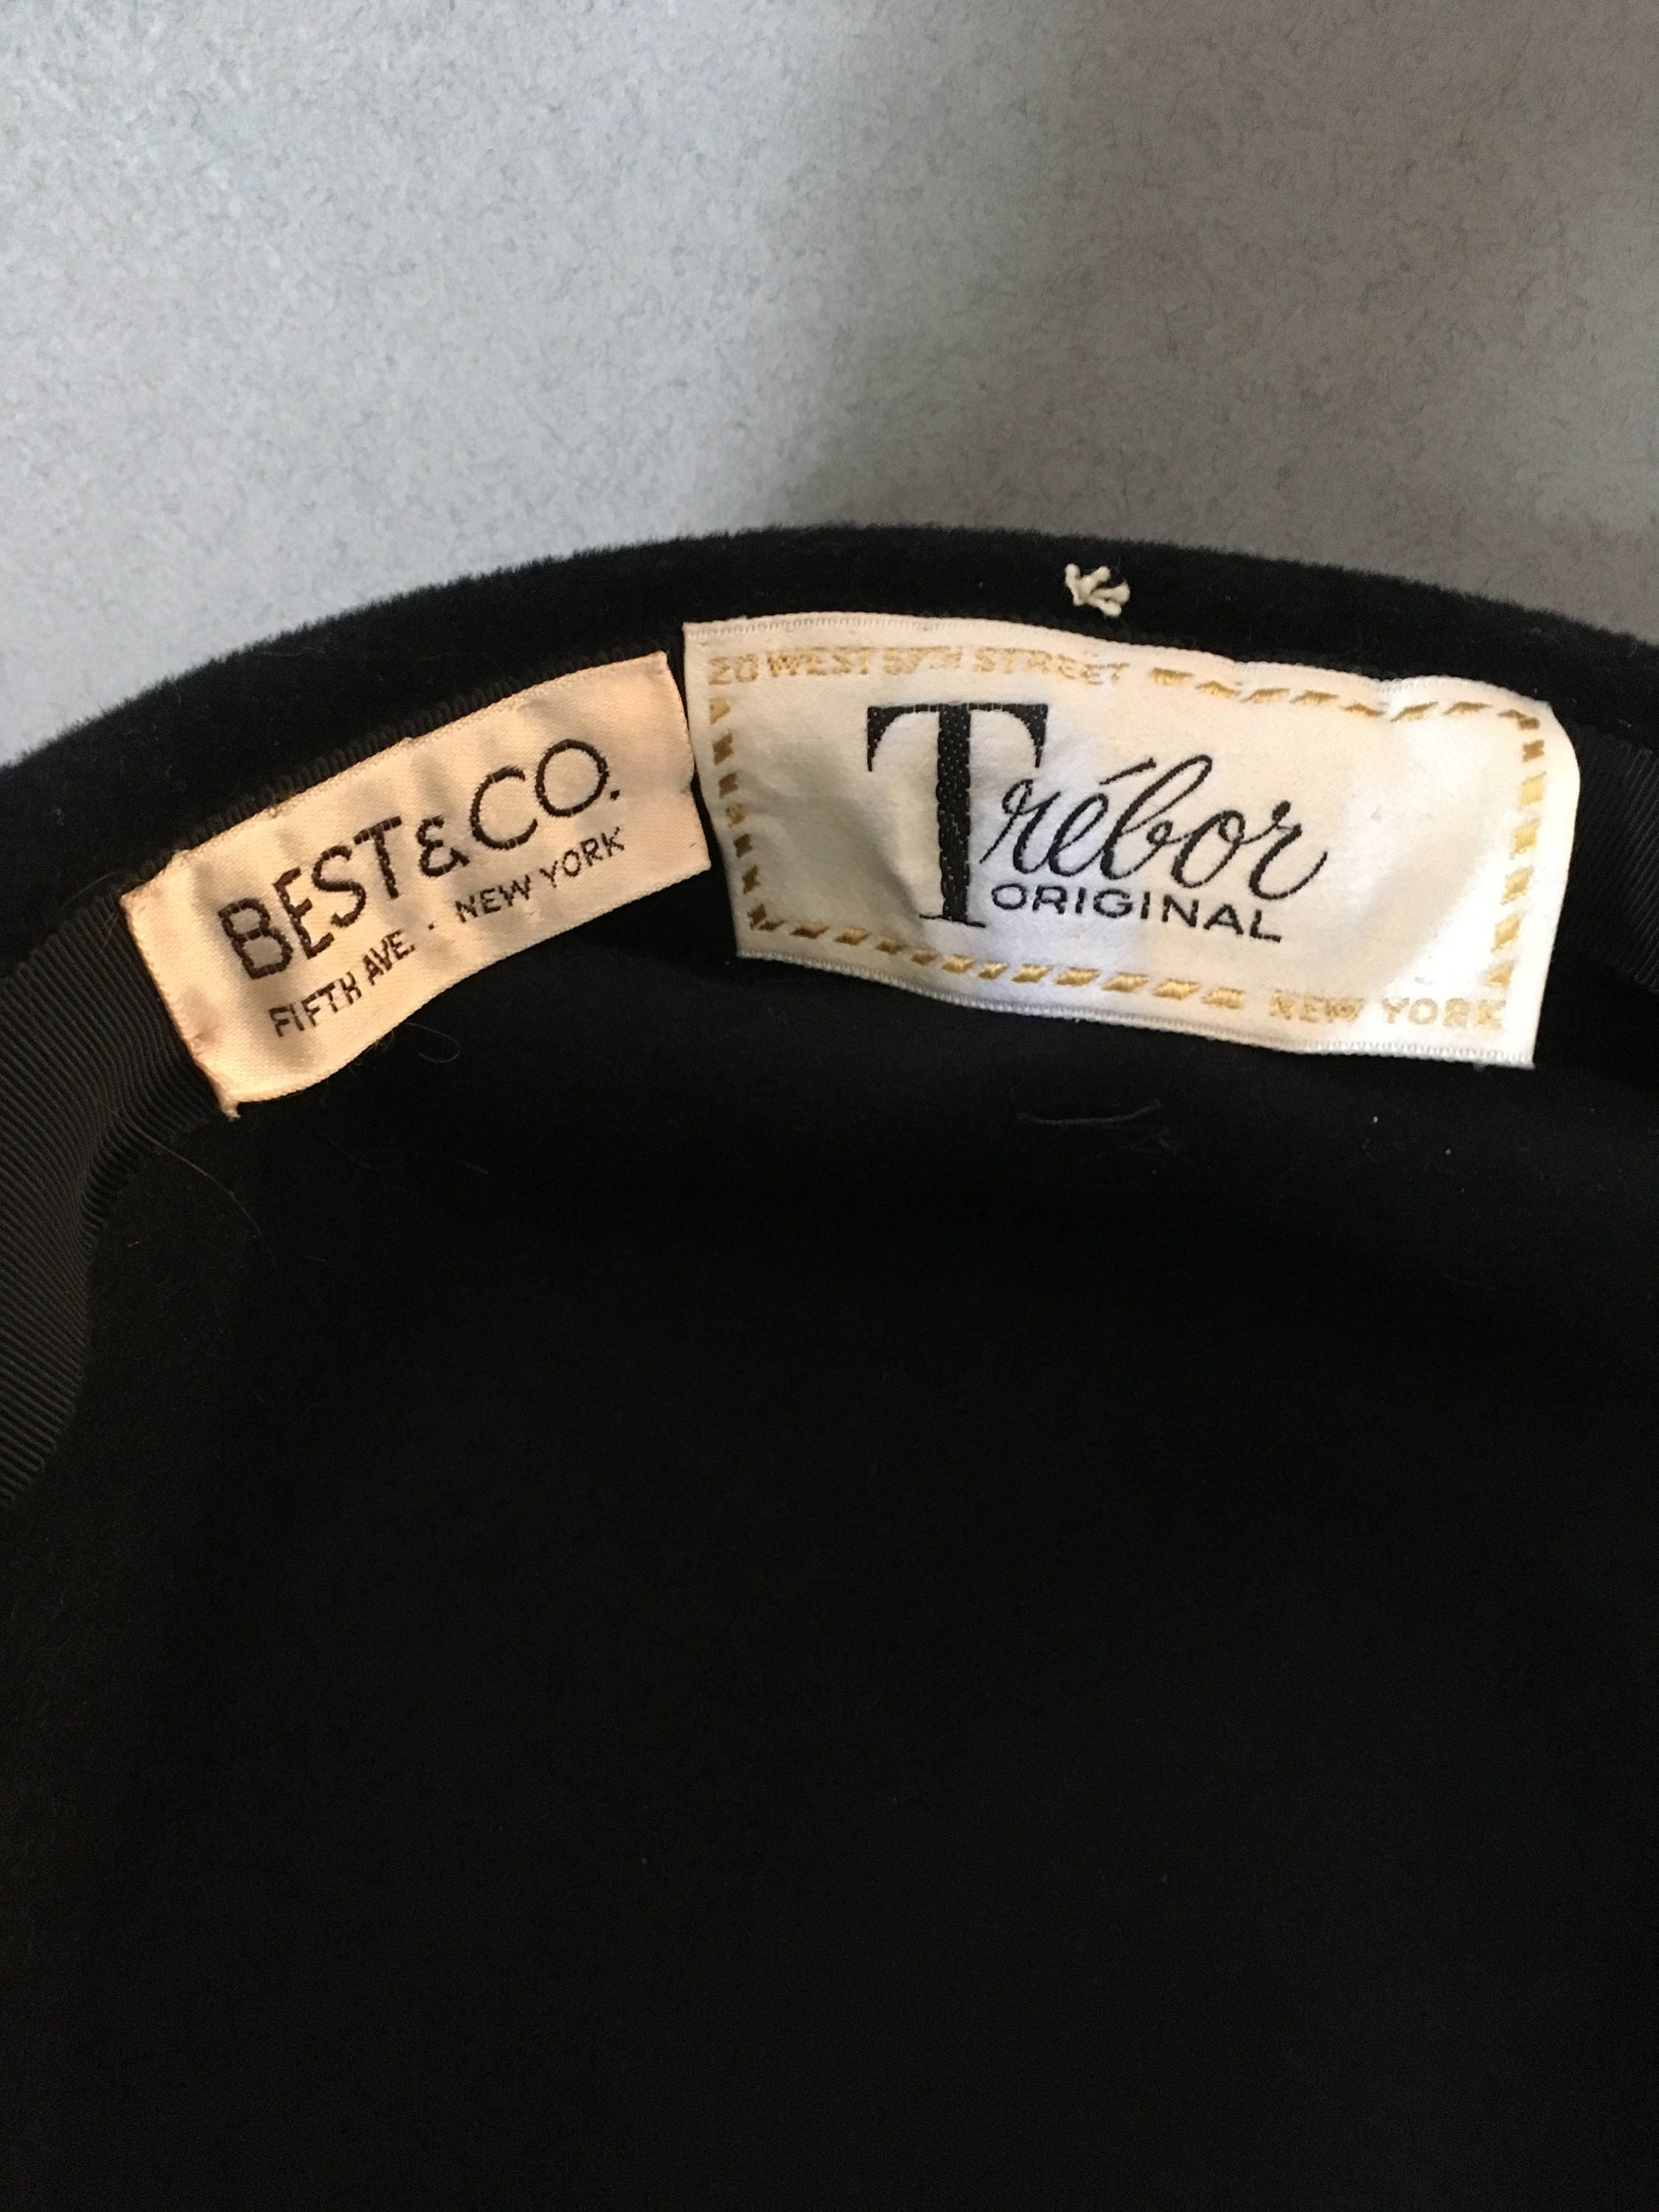 BEST & CO.
FIFTH AVE. · NEW YORK
20 WEST 57TH STREET
Trébor
ORIGINAL
NEW YORK